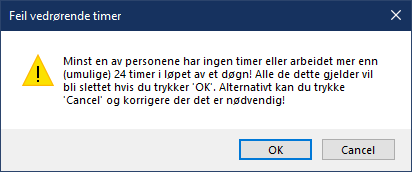 Feil vedrørende timer
Minst en av personene har ingen timer eller arbeidet mer enn
(umulige) 24 timer i løpet av et døgn! Alle de dette gjelder vil
bli slettet hvis du trykker 'OK'. Alternativt kan du trykke
'Cancel' og korrigere der det er nødvendig!
OK
Cancel